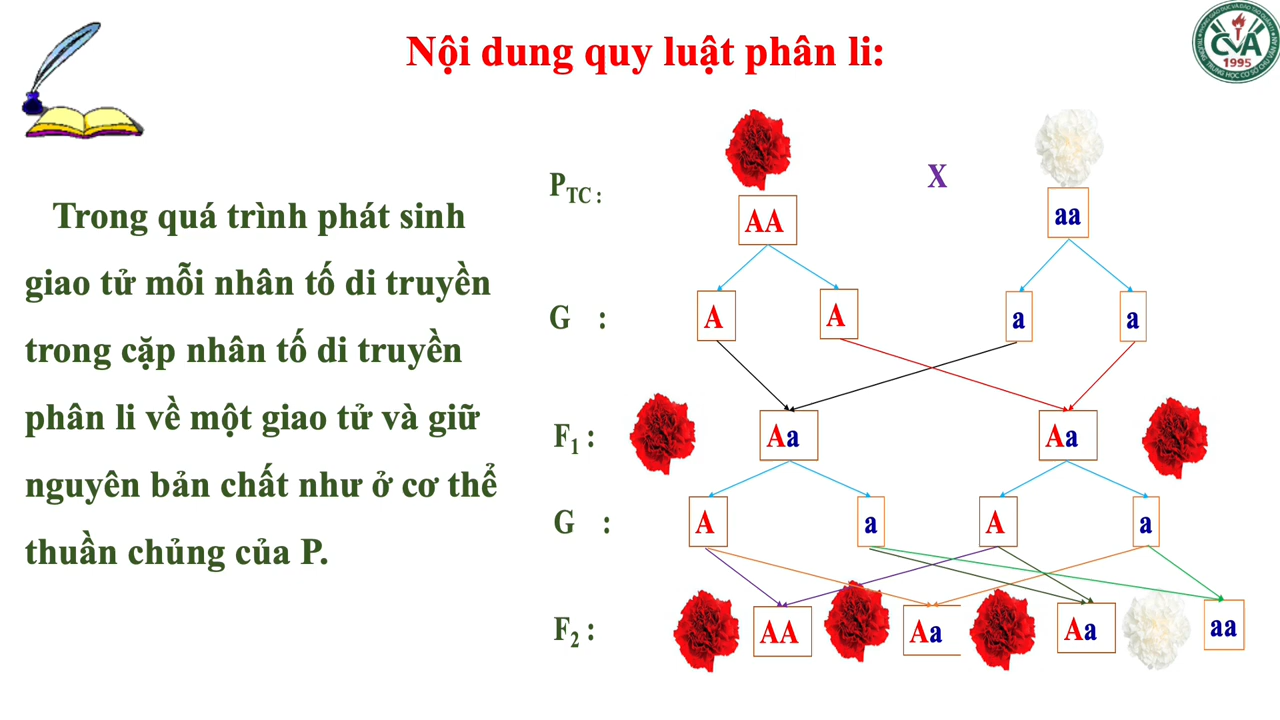 Nội dung quy luật phân li:
CVA
1995
Trong quá trình phát sinh
giao tử mỗi nhân tố di truyền
trong cặp nhân tố di truyền
phân li về một giao tử và giữ
nguyên bản chất như ở cơ thể
thuần chủng của P.
PTC :
X
AA
aa
G :
A
A
a
a
F1 :
Aa
Aa
G :
A
a
A
a
F2 :
AA
Aa
Aa
aa